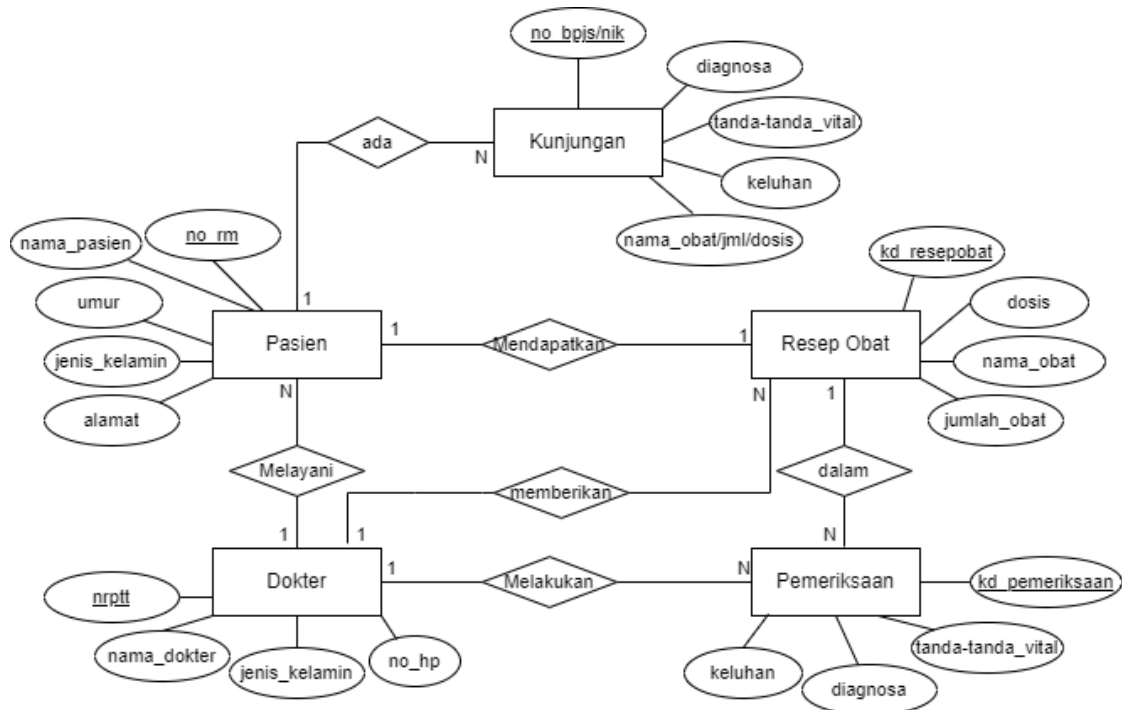 no_bpjs/nik
diagnosa
tanda-tanda_vital
ada
N
Kunjungan
keluhan
nama_obat/jml/dosis
no_rm
nama_pasien
kd_resepobat
umur
1
dosis
Pasien
1
Mendapatkan
1
Resep Obat
jenis_kelamin
nama_obat
N
N
1
alamat
jumlah_obat
Melayani
memberikan
dalam
1
1
N
Dokter
1
Melakukan
N
Pemeriksaan
kd_pemeriksaan
nrptt
nama_dokter
jenis_kelamin
no_hp
tanda-tanda_vital
keluhan
diagnosa